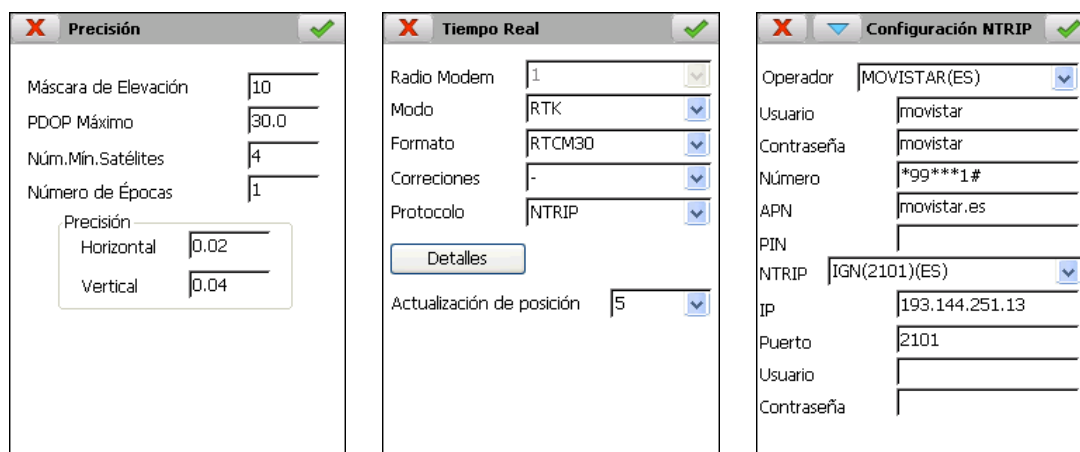 X Precisión
Máscara de Elevación 10
PDOP Máximo 30.0
Núm.Mín.Satélites 4
Número de Épocas 1
Precisión
Horizontal 0.02
Vertical 0.04
X Tiempo Real
Radio Modem 1
Modo RTK
Formato RTCM30
Correciones -
Protocolo NTRIP
Detalles
Actualización de posición 5
X Configuración NTRIP
Operador MOVISTAR(ES)
Usuario movistar
Contraseña movistar
Número *99***1#
APN movistar.es
PIN
NTRIP IGN(2101)(ES)
IP 193.144.251.13
Puerto 2101
Usuario
Contraseña